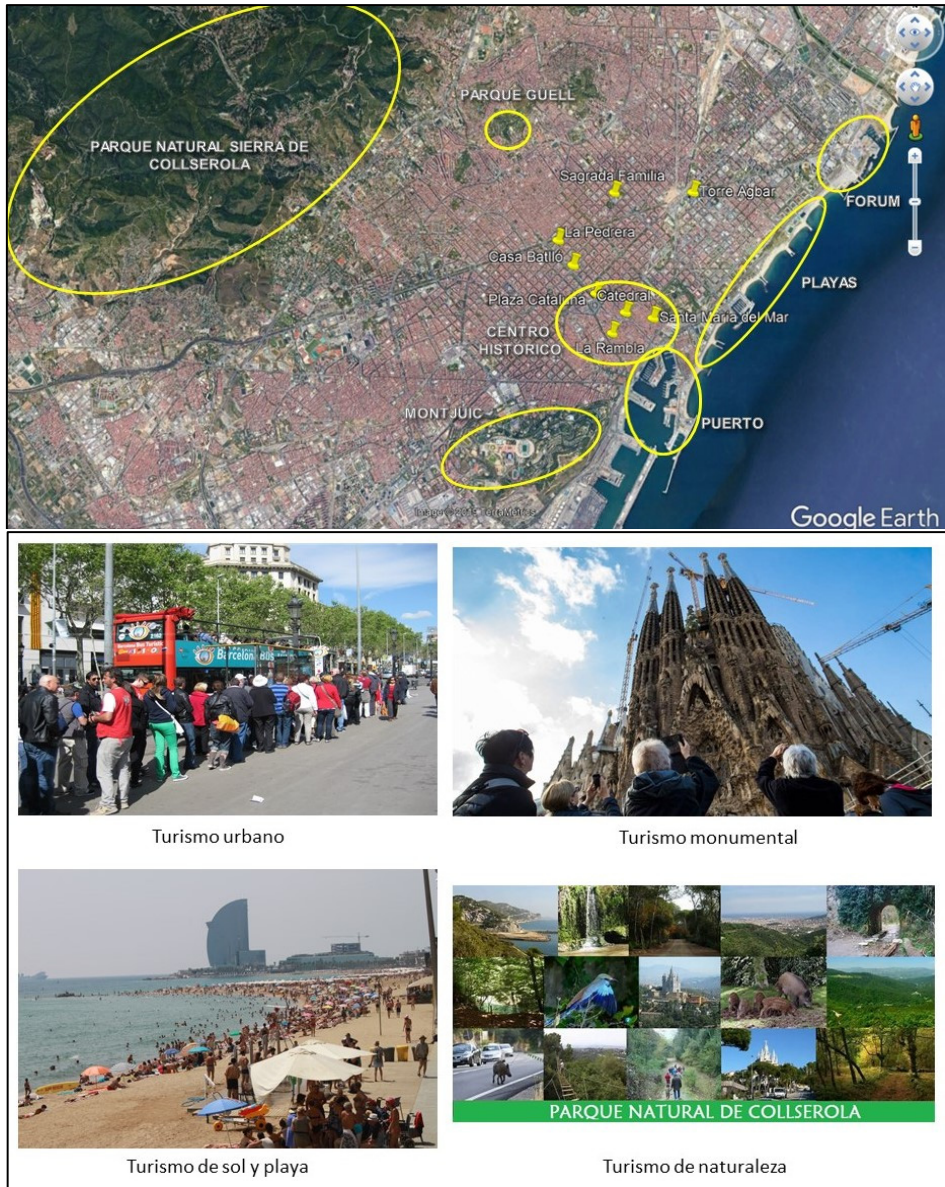 PARQUE GUELL
PARQUE NATURAL SIERRA DE
COLLSEROLA
Sagrada Familia
Torre Agbar
FORUM
La Pedrera
Casa Batlló
PLAYAS
Plaza Cataluña
Catedral
Santa María del Mar
CENTRO
HISTÓRICO
La Rambla
MONTJUIC
PUERTO
Google Earth
Barcelona Bus
Turismo urbano
Turismo monumental
PARQUE NATURAL DE COLLSEROLA
Turismo de sol y playa
Turismo de naturaleza